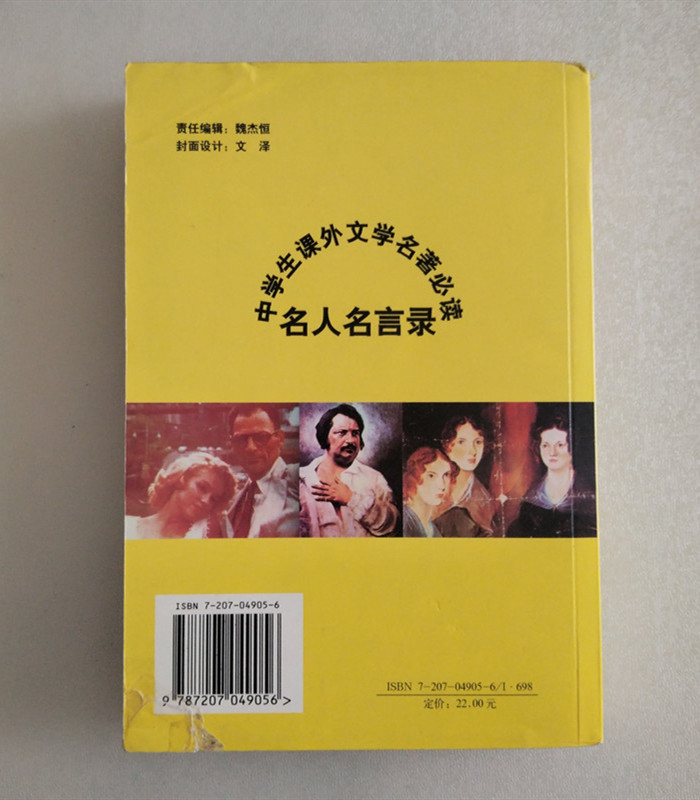 责任编辑：魏杰恒
封面设计：文　泽
中学生课外文学名著必读
名人名言录
ISBN 7-207-04905-6
9 787207 049056 >
ISBN 7-207-04905-6/I·698
定价：22.00元